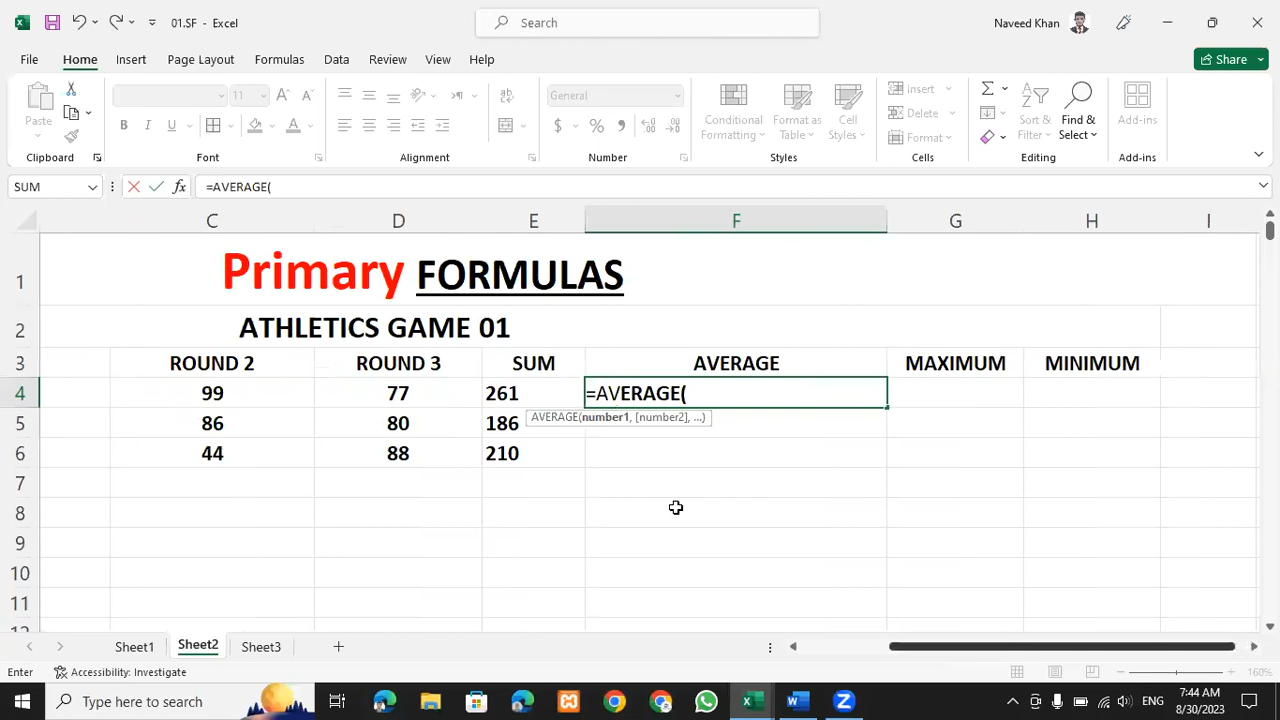 01.SF - Excel
Search
Naveed Khan
File Home Insert Page Layout Formulas Data Review View Help
Share
Paste
11
General
Conditional Formatting
Format as Table
Cell Styles
Insert
Delete
Format
Sort & Filter
Find & Select
Add-ins
Clipboard Font Alignment Number Styles Cells Editing Add-ins
SUM
=AVERAGE(
C D E F G H I
1 Primary FORMULAS
2 ATHLETICS GAME 01
3 ROUND 2 ROUND 3 SUM AVERAGE MAXIMUM MINIMUM
4 99 77 261 =AVERAGE(
AVERAGE(number1, [number2], ...)
5 86 80 186
6 44 88 210
7
8
9
10
11
12
Sheet1 Sheet2 Sheet3
Enter Accessibility: Investigate 160%
Type here to search
ENG
7:44 AM
8/30/2023